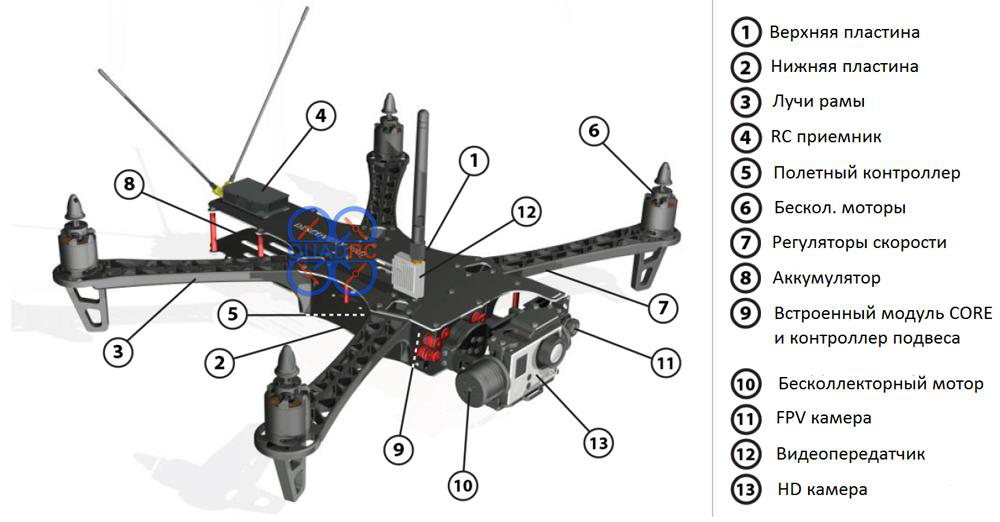 4
6
1
8
12
QUADRC
7
5
3
2
11
13
9
10
1 Верхняя пластина
2 Нижняя пластина
3 Лучи рамы
4 RC приемник
5 Полетный контроллер
6 Бескол. моторы
7 Регуляторы скорости
8 Аккумулятор
9 Встроенный модуль CORE
и контроллер подвеса
10 Бесколлекторный мотор
11 FPV камера
12 Видеопередатчик
13 HD камера